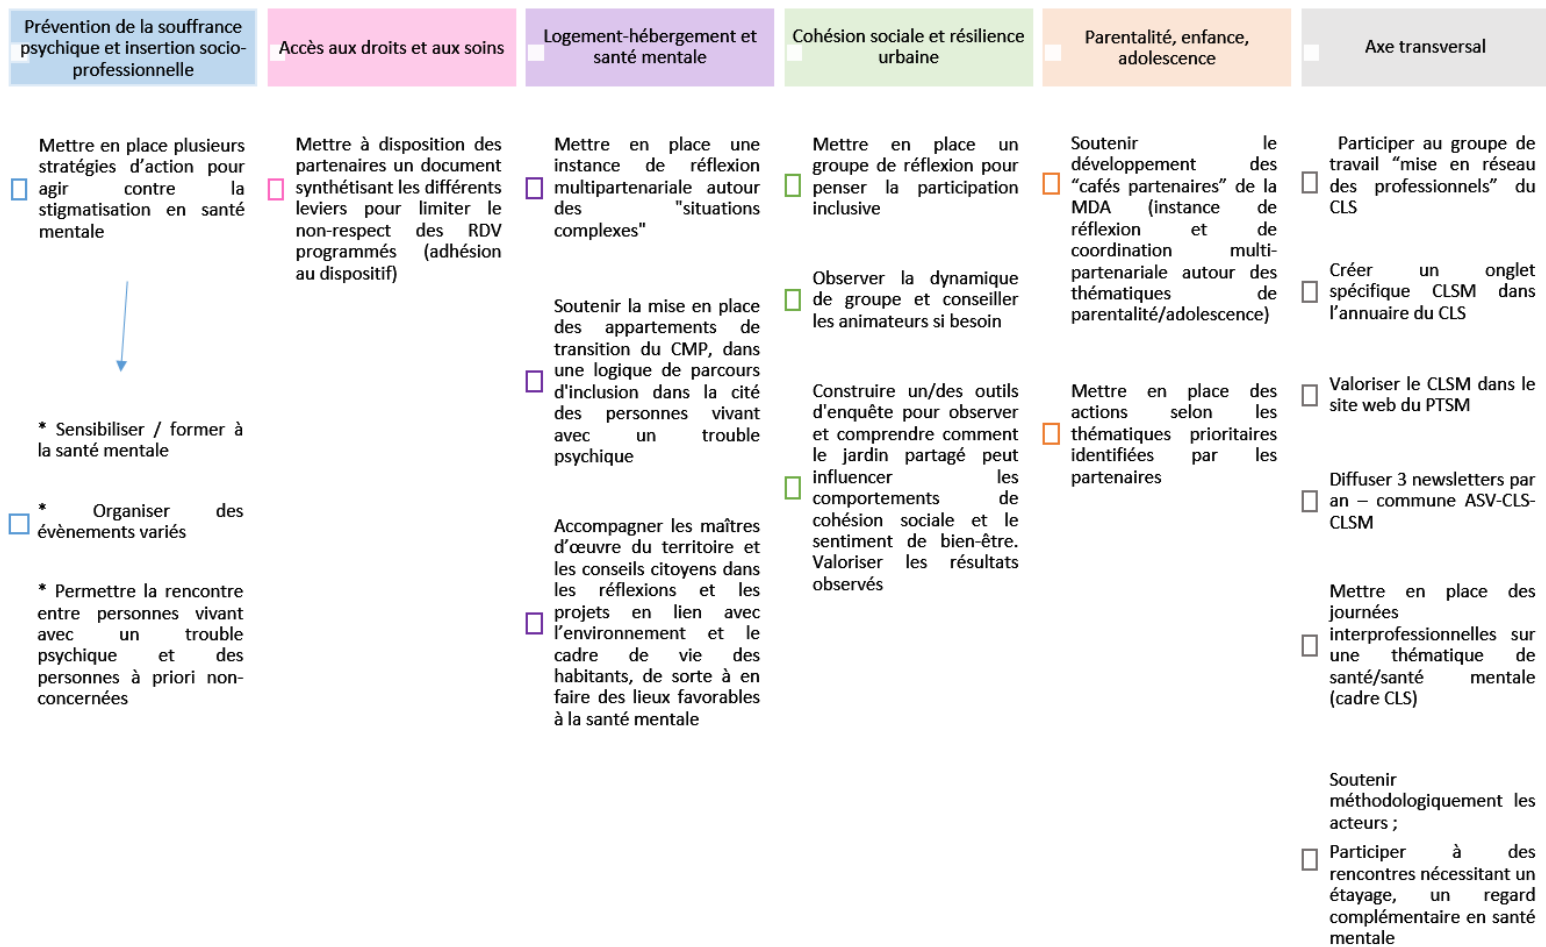 Prévention de la souffrance
psychique et insertion socio-
professionnelle
Accès aux droits et aux soins
Logement-hébergement et
santé mentale
Cohésion sociale et résilience
urbaine
Parentalité, enfance,
adolescence
Axe transversal
Mettre en place plusieurs
stratégies d’action pour
agir contre la
stigmatisation en santé
mentale
* Sensibiliser / former à
la santé mentale
* Organiser des
évènements variés
* Permettre la rencontre
entre personnes vivant
avec un trouble
psychique et des
personnes à priori non-
concernées
Mettre à disposition des
partenaires un document
synthétisant les différents
leviers pour limiter le
non-respect des RDV
programmés (adhésion
au dispositif)
Mettre en place une
instance de réflexion
multipartenariale autour
des "situations
complexes"
Soutenir la mise en place
des appartements de
transition du CMP, dans
une logique de parcours
d'inclusion dans la cité
des personnes vivant
avec un trouble
psychique
Accompagner les maîtres
d’œuvre du territoire et
les conseils citoyens dans
les réflexions et les
projets en lien avec
l’environnement et le
cadre de vie des
habitants, de sorte à en
faire des lieux favorables
à la santé mentale
Mettre en place un
groupe de réflexion pour
penser la participation
inclusive
Observer la dynamique
de groupe et conseiller
les animateurs si besoin
Construire un/des outils
d'enquête pour observer
et comprendre comment
le jardin partagé peut
influencer les
comportements de
cohésion sociale et le
sentiment de bien-être.
Valoriser les résultats
observés
Soutenir le
développement des
“cafés partenaires” de la
MDA (instance de
réflexion et de
coordination multi-
partenariale autour des
thématiques de
parentalité/adolescence)
Mettre en place des
actions selon les
thématiques prioritaires
identifiées par les
partenaires
Participer au groupe de
travail “mise en réseau
des professionnels” du
CLS
Créer un onglet
spécifique CLSM dans
l’annuaire du CLS
Valoriser le CLSM dans le
site web du PTSM
Diffuser 3 newsletters par
an – commune ASV-CLS-
CLSM
Mettre en place des
journées
interprofessionnelles sur
une thématique de
santé/santé mentale
(cadre CLS)
Soutenir
méthodologiquement les
acteurs ;
Participer à des
rencontres nécessitant un
étayage, un regard
complémentaire en santé
mentale